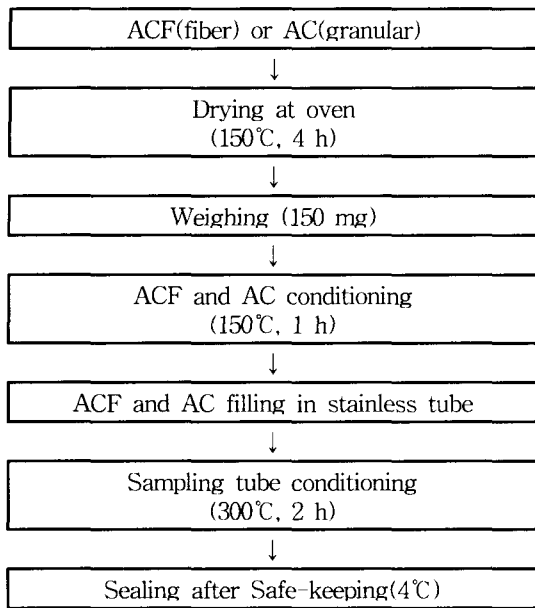 ACF(fiber) or AC(granular)
↓
Drying at oven
(150℃, 4 h)
↓
Weighing (150 mg)
↓
ACF and AC conditioning
(150℃, 1 h)
↓
ACF and AC filling in stainless tube
↓
Sampling tube conditioning
(300℃, 2 h)
↓
Sealing after Safe-keeping(4℃)